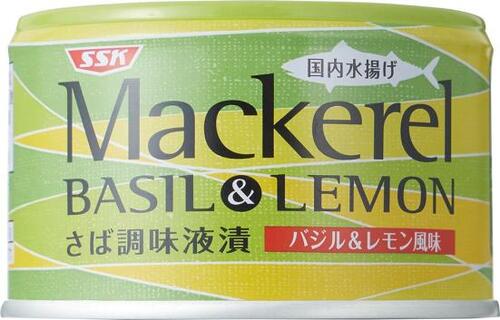 SSK
国内水揚げ
Mackerel
BASIL & LEMON
さば調味液漬
バジル&レモン風味